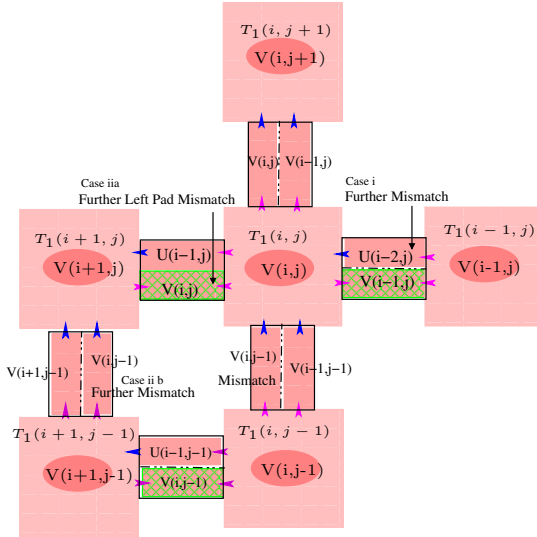 T₁(i, j + 1)
V(i,j+1)
V(i,j) V(i−1,j)
Case iia
Further Left Pad Mismatch
Case i
Further Mismatch
T₁(i + 1, j) T₁(i, j) T₁(i − 1, j)
U(i−1,j) U(i−2,j)
V(i+1,j) V(i,j) V(i-1,j)
V(i,j) V(i−1,j)
V(i,j−1) V(i,j−1)
V(i+1,j−1) Case ii b Mismatch V(i−1,j−1)
Further Mismatch
T₁(i + 1, j − 1) T₁(i, j − 1)
U(i−1,j−1)
V(i+1,j-1) V(i,j-1)
V(i,j−1)